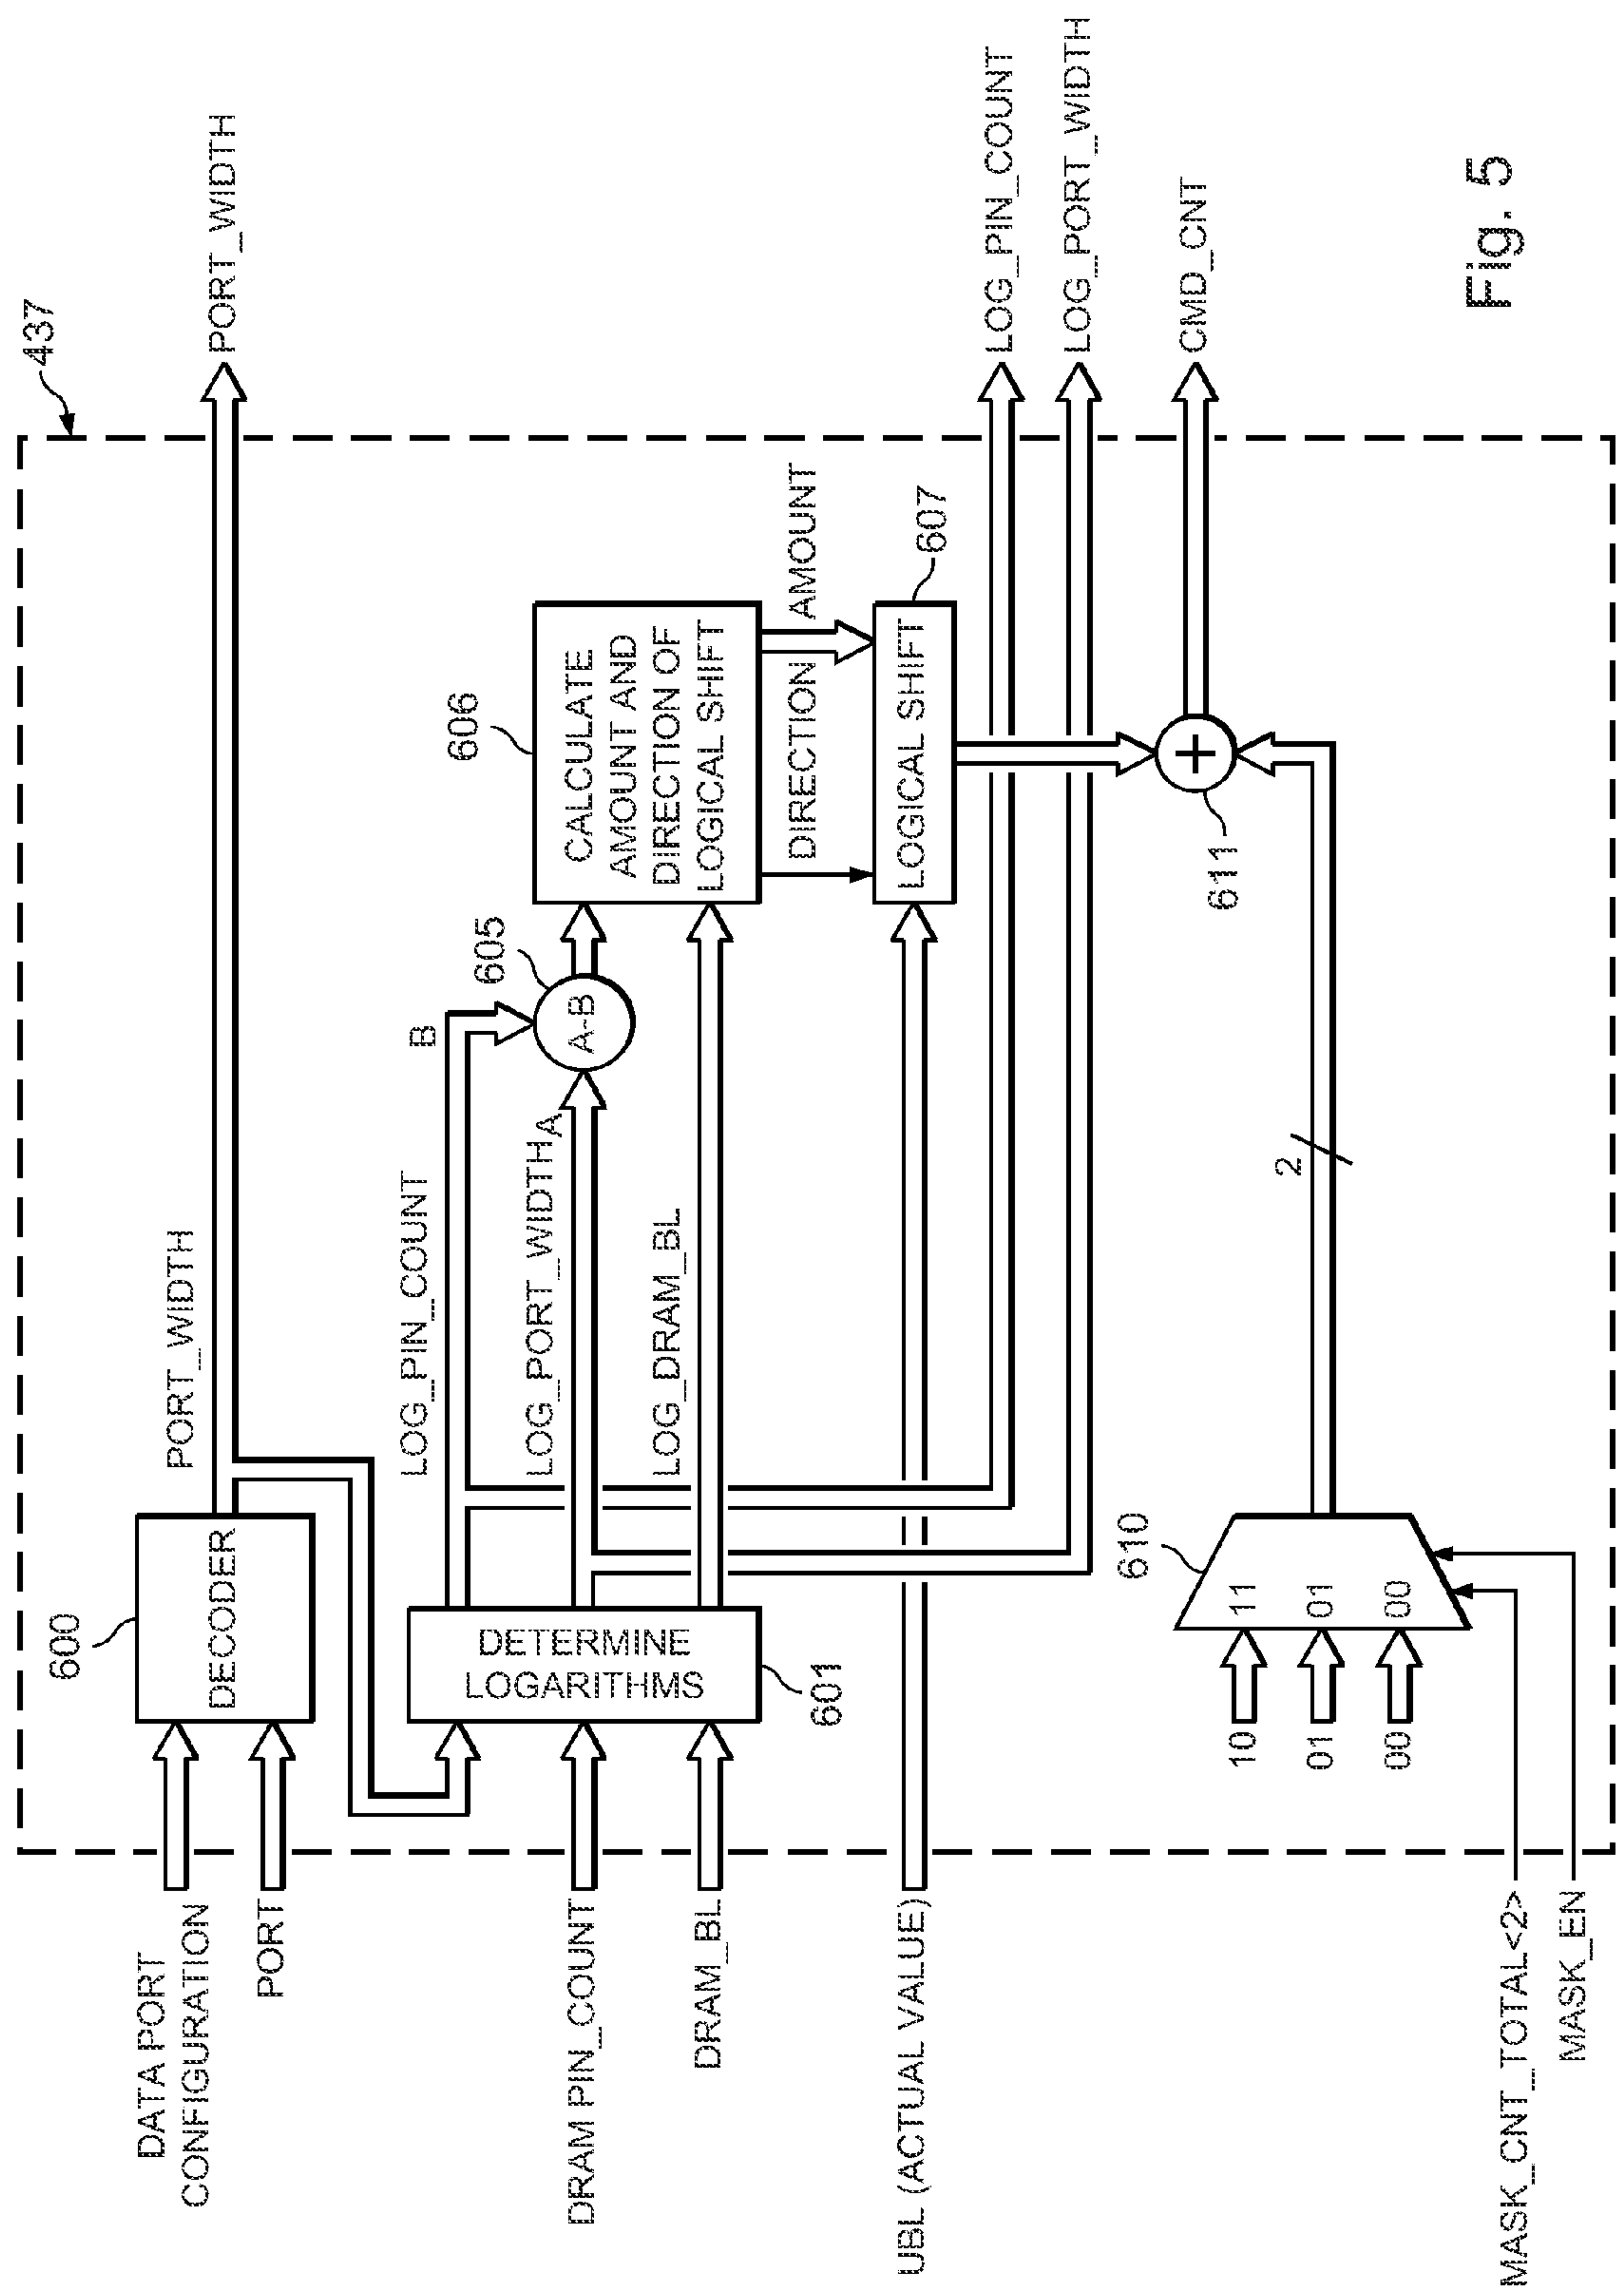 437
PORT_WIDTH
PORT_WIDTH
600
DECODER
DATA PORT
CONFIGURATION
PORT
LOG_PIN_COUNT
B
605
A-B
LOG_PORT_WIDTH
A
LOG_DRAM_BL
606
CALCULATE
AMOUNT AND
DIRECTION OF
LOGICAL SHIFT
DIRECTION
AMOUNT
DETERMINE
LOGARITHMS
601
DRAM PIN_COUNT
DRAM_BL
UBL (ACTUAL VALUE)
LOGICAL SHIFT
607
LOG_PIN_COUNT
LOG_PORT_WIDTH
CMD_CNT
+
611
610
10
11
01
01
00
00
2
MASK_CNT_TOTAL<2>
MASK_EN
Fig. 5